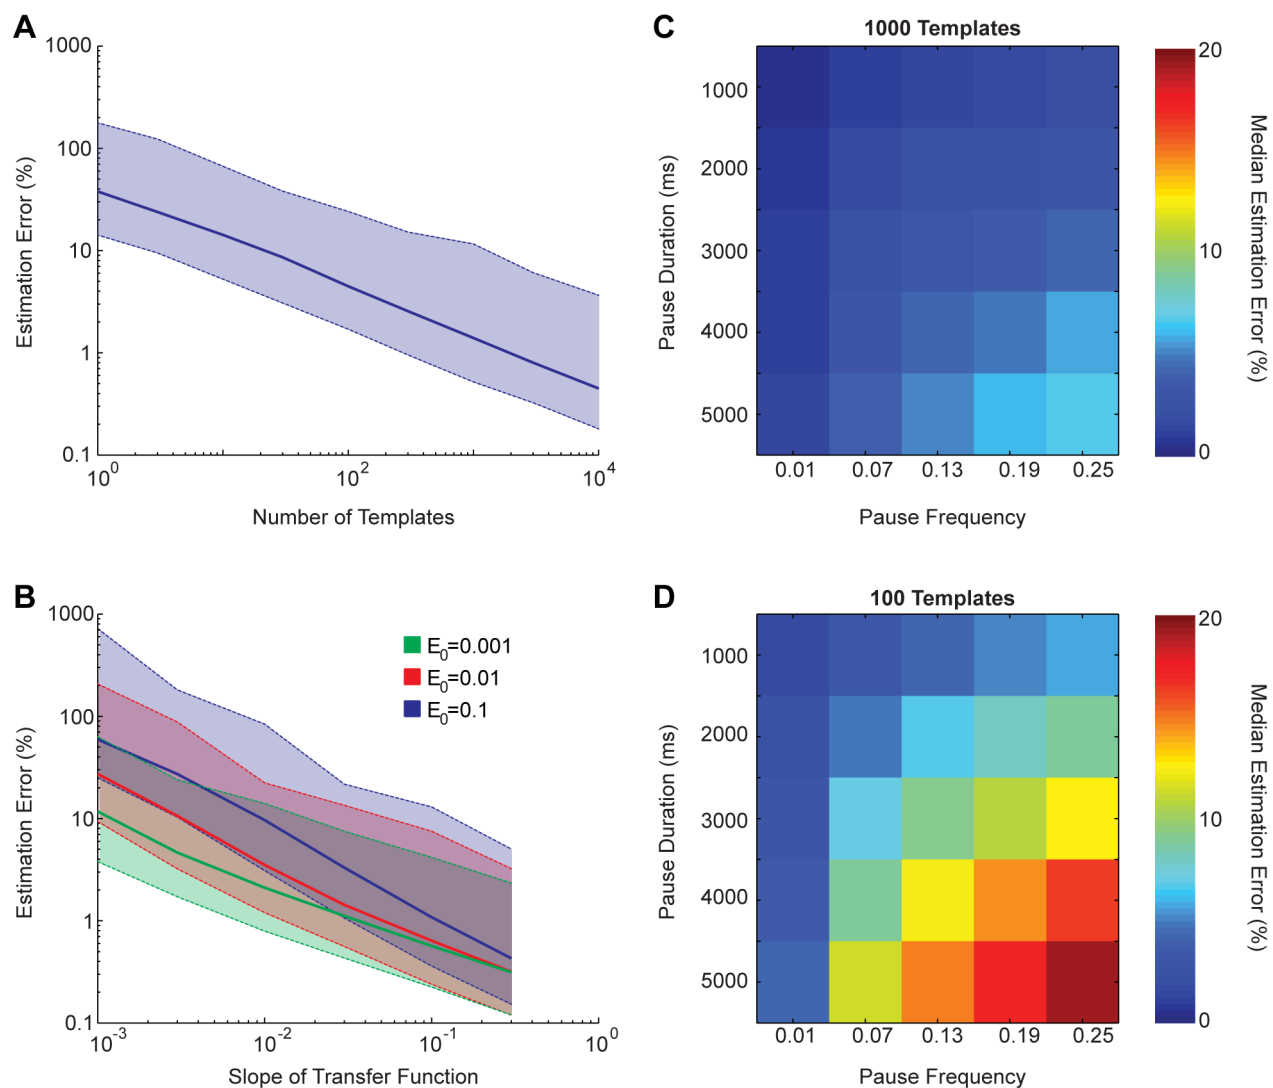 A
1000
100
10
1
0.1
Estimation Error (%)
10^0
10^2
10^4
Number of Templates
C
1000 Templates
1000
2000
3000
4000
5000
Pause Duration (ms)
0.01
0.07
0.13
0.19
0.25
Pause Frequency
20
10
0
Median Estimation Error (%)
B
1000
100
10
1
0.1
Estimation Error (%)
E_0=0.001
E_0=0.01
E_0=0.1
10^-3
10^-2
10^-1
10^0
Slope of Transfer Function
D
100 Templates
1000
2000
3000
4000
5000
Pause Duration (ms)
0.01
0.07
0.13
0.19
0.25
Pause Frequency
20
10
0
Median Estimation Error (%)